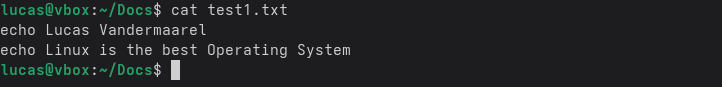 lucas@vbox:~/Docs$ cat test1.txt
echo Lucas Vandermaarel
echo Linux is the best Operating System
lucas@vbox:~/Docs$